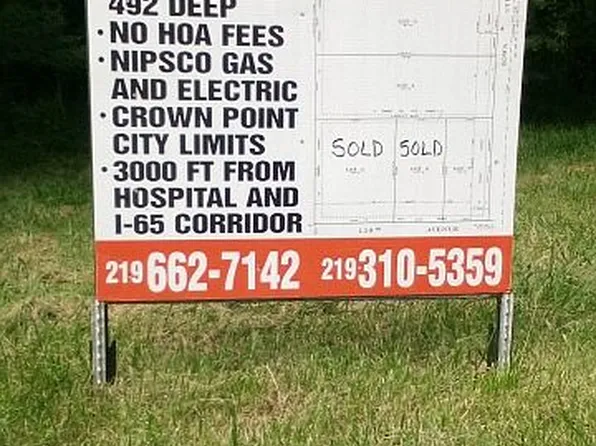 492 DEEP
• NO HOA FEES
• NIPSCO GAS
AND ELECTRIC
• CROWN POINT
CITY LIMITS
• 3000 FT FROM
HOSPITAL AND
I-65 CORRIDOR
SOLD SOLD
AVENUE
219 662-7142 219 310-5359